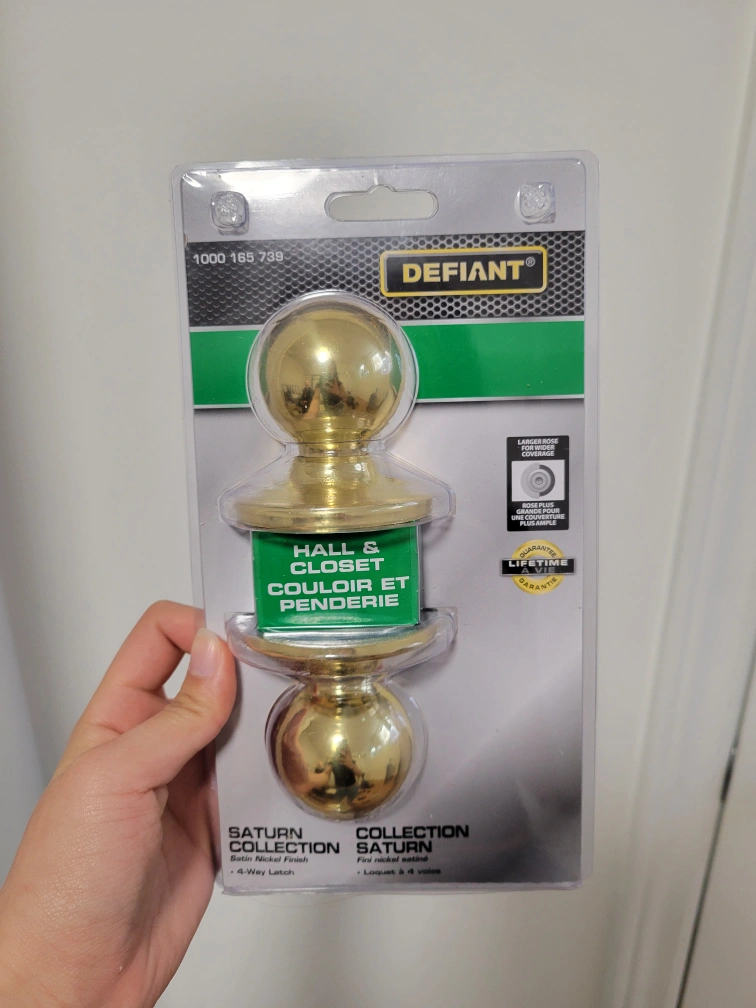 1000 165 739
DEFIANT®
LARGER ROSE
FOR WIDER
COVERAGE
ROSE PLUS
GRANDE POUR
UNE COUVERTURE
PLUS AMPLE
GUARANTEE
LIFETIME
À VIE
GARANTIE
HALL &
CLOSET
COULOIR ET
PENDERIE
SATURN
COLLECTION
Satin Nickel Finish
• 4-Way Latch
COLLECTION
SATURN
Fini nickel satiné
• Loquet à 4 voies